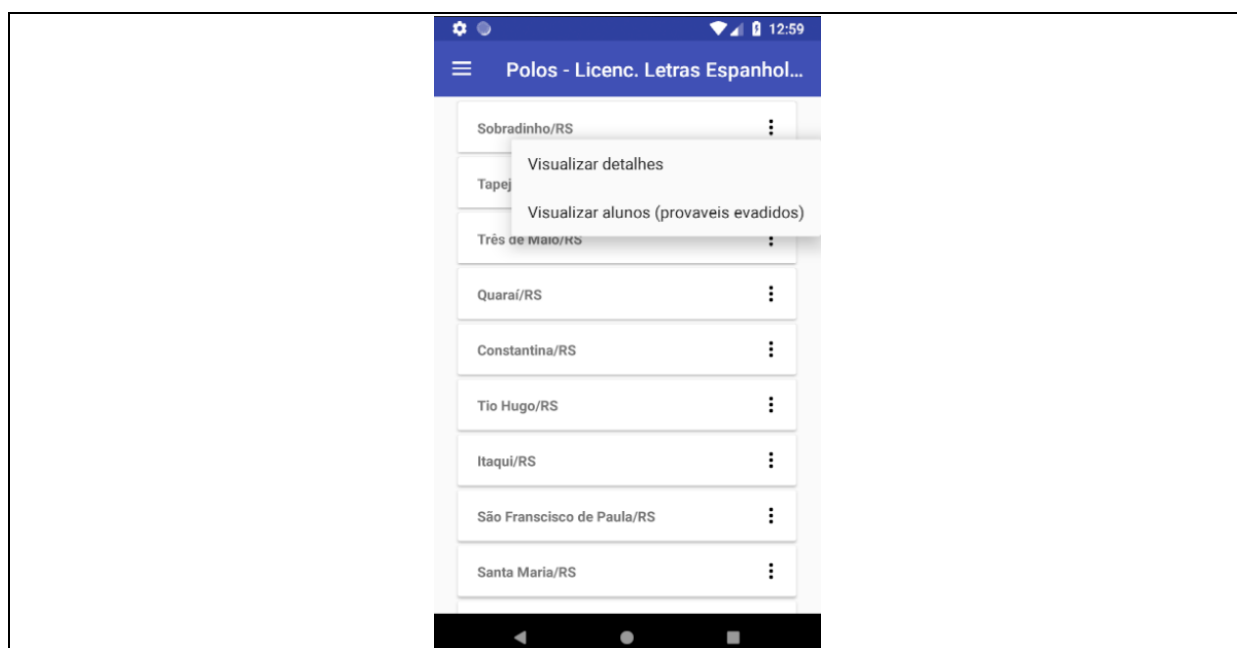 12:59
Polos - Licenc. Letras Espanhol...
Sobradinho/RS
Visualizar detalhes
Tapej
Visualizar alunos (provaveis evadidos)
Três de Maio/RS
Quaraí/RS
Constantina/RS
Tio Hugo/RS
Itaqui/RS
São Franscisco de Paula/RS
Santa Maria/RS